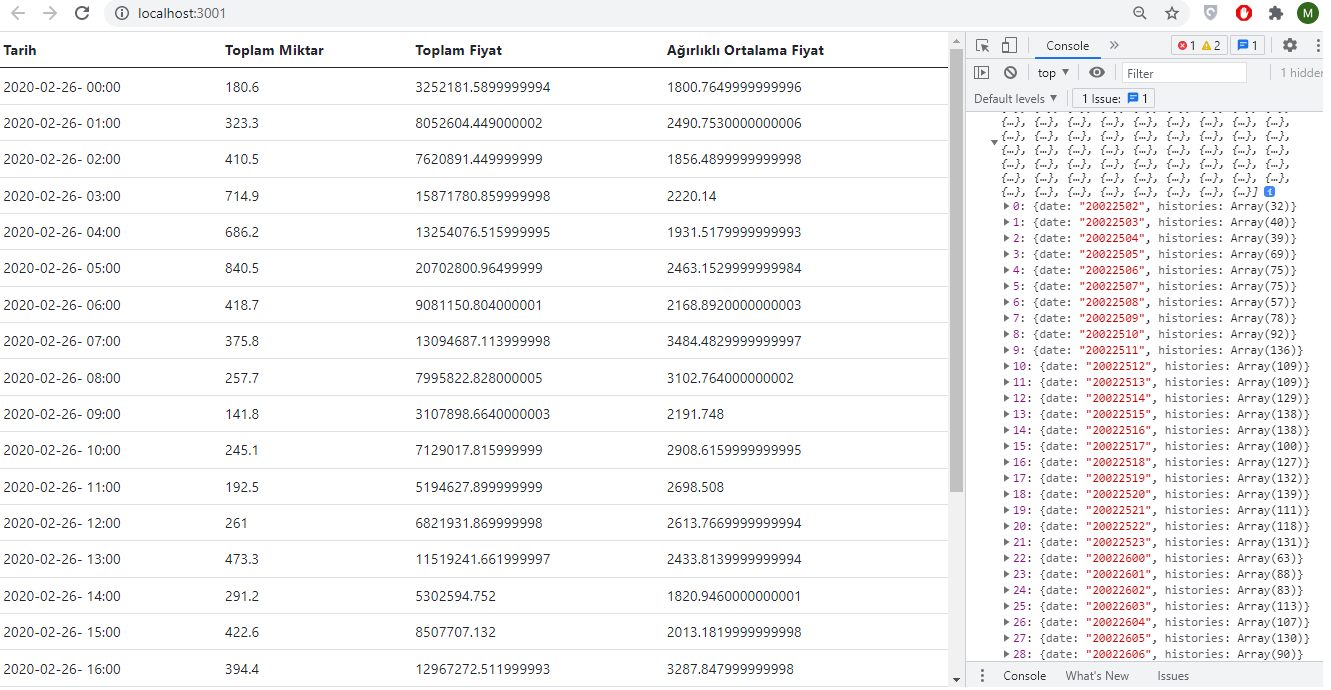 localhost:3001
M
Tarih Toplam Miktar Toplam Fiyat Ağırlıklı Ortalama Fiyat
2020-02-26- 00:00 180.6 3252181.5899999994 1800.7649999999996
2020-02-26- 01:00 323.3 8052604.449000002 2490.7530000000006
2020-02-26- 02:00 410.5 7620891.449999999 1856.4899999999998
2020-02-26- 03:00 714.9 15871780.859999998 2220.14
2020-02-26- 04:00 686.2 13254076.515999995 1931.5179999999993
2020-02-26- 05:00 840.5 20702800.96499999 2463.1529999999984
2020-02-26- 06:00 418.7 9081150.804000001 2168.8920000000003
2020-02-26- 07:00 375.8 13094687.113999998 3484.4829999999997
2020-02-26- 08:00 257.7 7995822.828000005 3102.764000000002
2020-02-26- 09:00 141.8 3107898.6640000003 2191.748
2020-02-26- 10:00 245.1 7129017.815999999 2908.6159999999995
2020-02-26- 11:00 192.5 5194627.899999999 2698.508
2020-02-26- 12:00 261 6821931.869999998 2613.7669999999994
2020-02-26- 13:00 473.3 11519241.661999997 2433.8139999999994
2020-02-26- 14:00 291.2 5302594.752 1820.9460000000001
2020-02-26- 15:00 422.6 8507707.132 2013.1819999999998
2020-02-26- 16:00 394.4 12967272.511999993 3287.847999999998
Console » 1 2 1
top ▼ Filter 1 hidden
Default levels ▼ 1 Issue: 1
{…}, {…}, {…}, {…}, {…}, {…}, {…}, {…}, {…},
{…}, {…}, {…}, {…}, {…}, {…}, {…}, {…}, {…},
{…}, {…}, {…}, {…}, {…}, {…}, {…}, {…}, {…},
{…}, {…}, {…}, {…}, {…}, {…}, {…}, {…}, {…},
{…}, {…}, {…}, {…}, {…}, {…}, {…}, {…}, {…},
{…}, {…}, {…}, {…}, {…}, {…}, {…}, {…}] i
0: {date: "20022502", histories: Array(32)}
1: {date: "20022503", histories: Array(40)}
2: {date: "20022504", histories: Array(39)}
3: {date: "20022505", histories: Array(69)}
4: {date: "20022506", histories: Array(75)}
5: {date: "20022507", histories: Array(75)}
6: {date: "20022508", histories: Array(57)}
7: {date: "20022509", histories: Array(78)}
8: {date: "20022510", histories: Array(92)}
9: {date: "20022511", histories: Array(136)}
10: {date: "20022512", histories: Array(109)}
11: {date: "20022513", histories: Array(109)}
12: {date: "20022514", histories: Array(129)}
13: {date: "20022515", histories: Array(138)}
14: {date: "20022516", histories: Array(138)}
15: {date: "20022517", histories: Array(100)}
16: {date: "20022518", histories: Array(127)}
17: {date: "20022519", histories: Array(132)}
18: {date: "20022520", histories: Array(139)}
19: {date: "20022521", histories: Array(111)}
20: {date: "20022522", histories: Array(118)}
21: {date: "20022523", histories: Array(131)}
22: {date: "20022600", histories: Array(63)}
23: {date: "20022601", histories: Array(88)}
24: {date: "20022602", histories: Array(83)}
25: {date: "20022603", histories: Array(113)}
26: {date: "20022604", histories: Array(107)}
27: {date: "20022605", histories: Array(130)}
28: {date: "20022606", histories: Array(90)}
Console What's New Issues